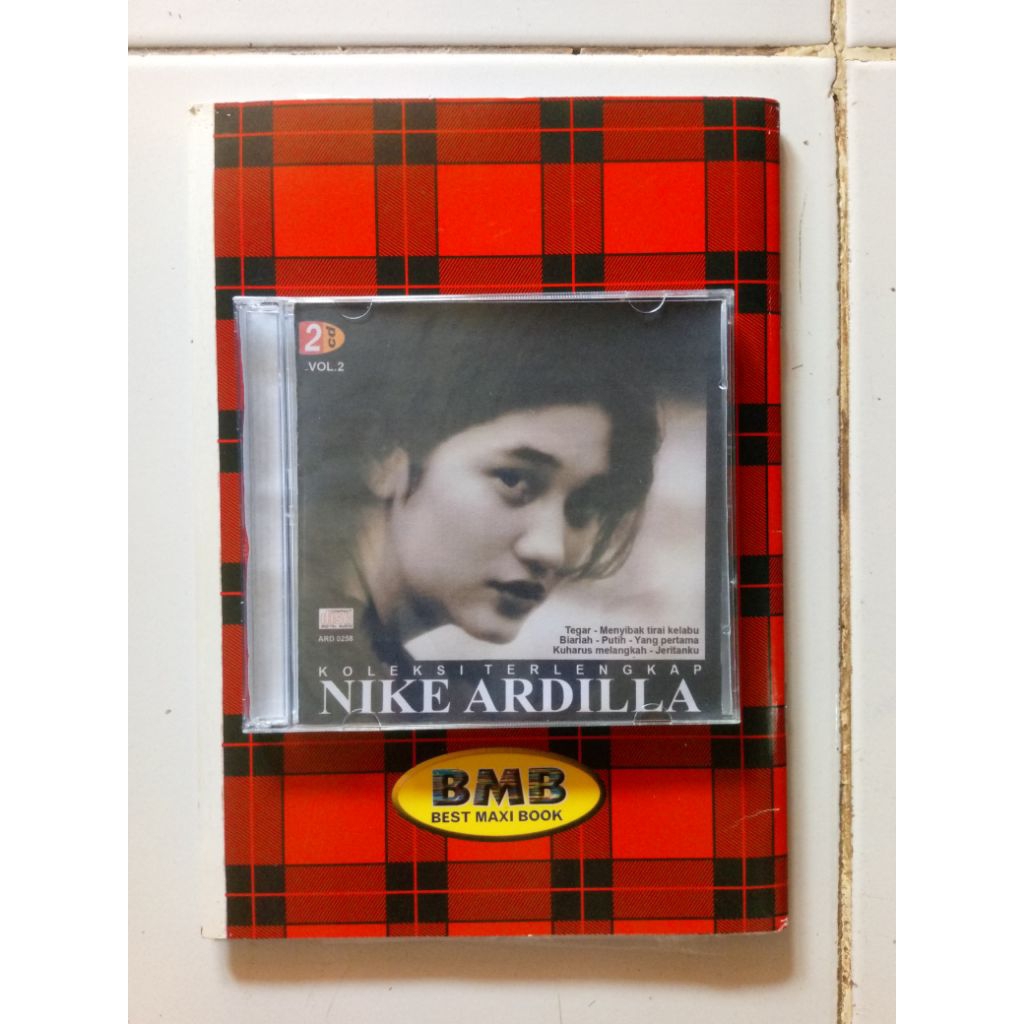 2 cd
.VOL.2
Tegar - Menyibak tirai kelabu
Biarlah - Putih - Yang pertama
Kuharus melangkah - Jeritanku
ARD 0258
KOLEKSI TERLENGKAP
NIKE ARDILLA
BMB
BEST MAXI BOOK